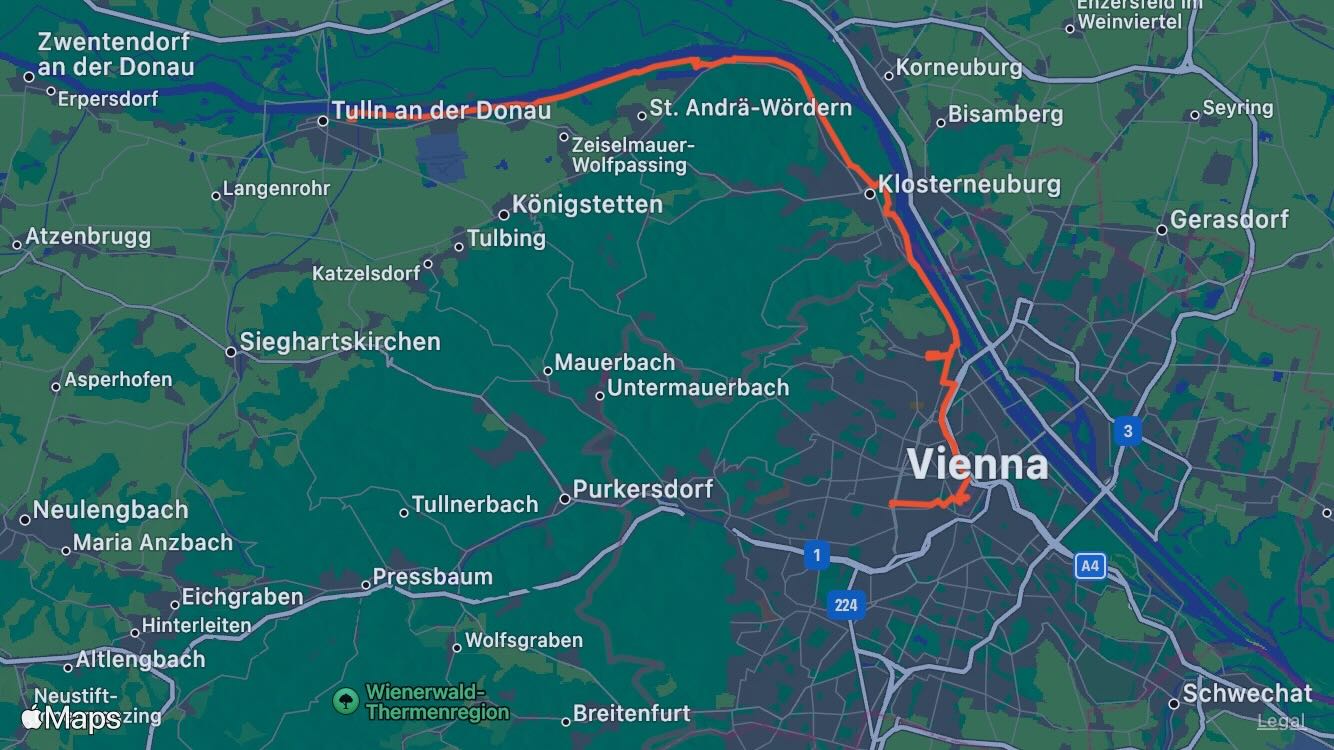 Enzersfeld im
Weinviertel
Zwentendorf
an der Donau
Erpersdorf
Korneuburg
Tulln an der Donau
St. Andrä-Wördern
Bisamberg
Seyring
Zeiselmauer-
Wolfpassing
Langenrohr
Klosterneuburg
Königstetten
Gerasdorf
Atzenbrugg
Tulbing
Katzelsdorf
Sieghartskirchen
Mauerbach
Asperhofen
Untermauerbach
3
Vienna
Purkersdorf
Tullnerbach
Neulengbach
Maria Anzbach
1
A4
Pressbaum
Eichgraben
224
Hinterleiten
Wolfsgraben
Altlengbach
Neustift-
zing
Wienerwald-
Thermenregion
Schwechat
Breitenfurt
Maps
Legal